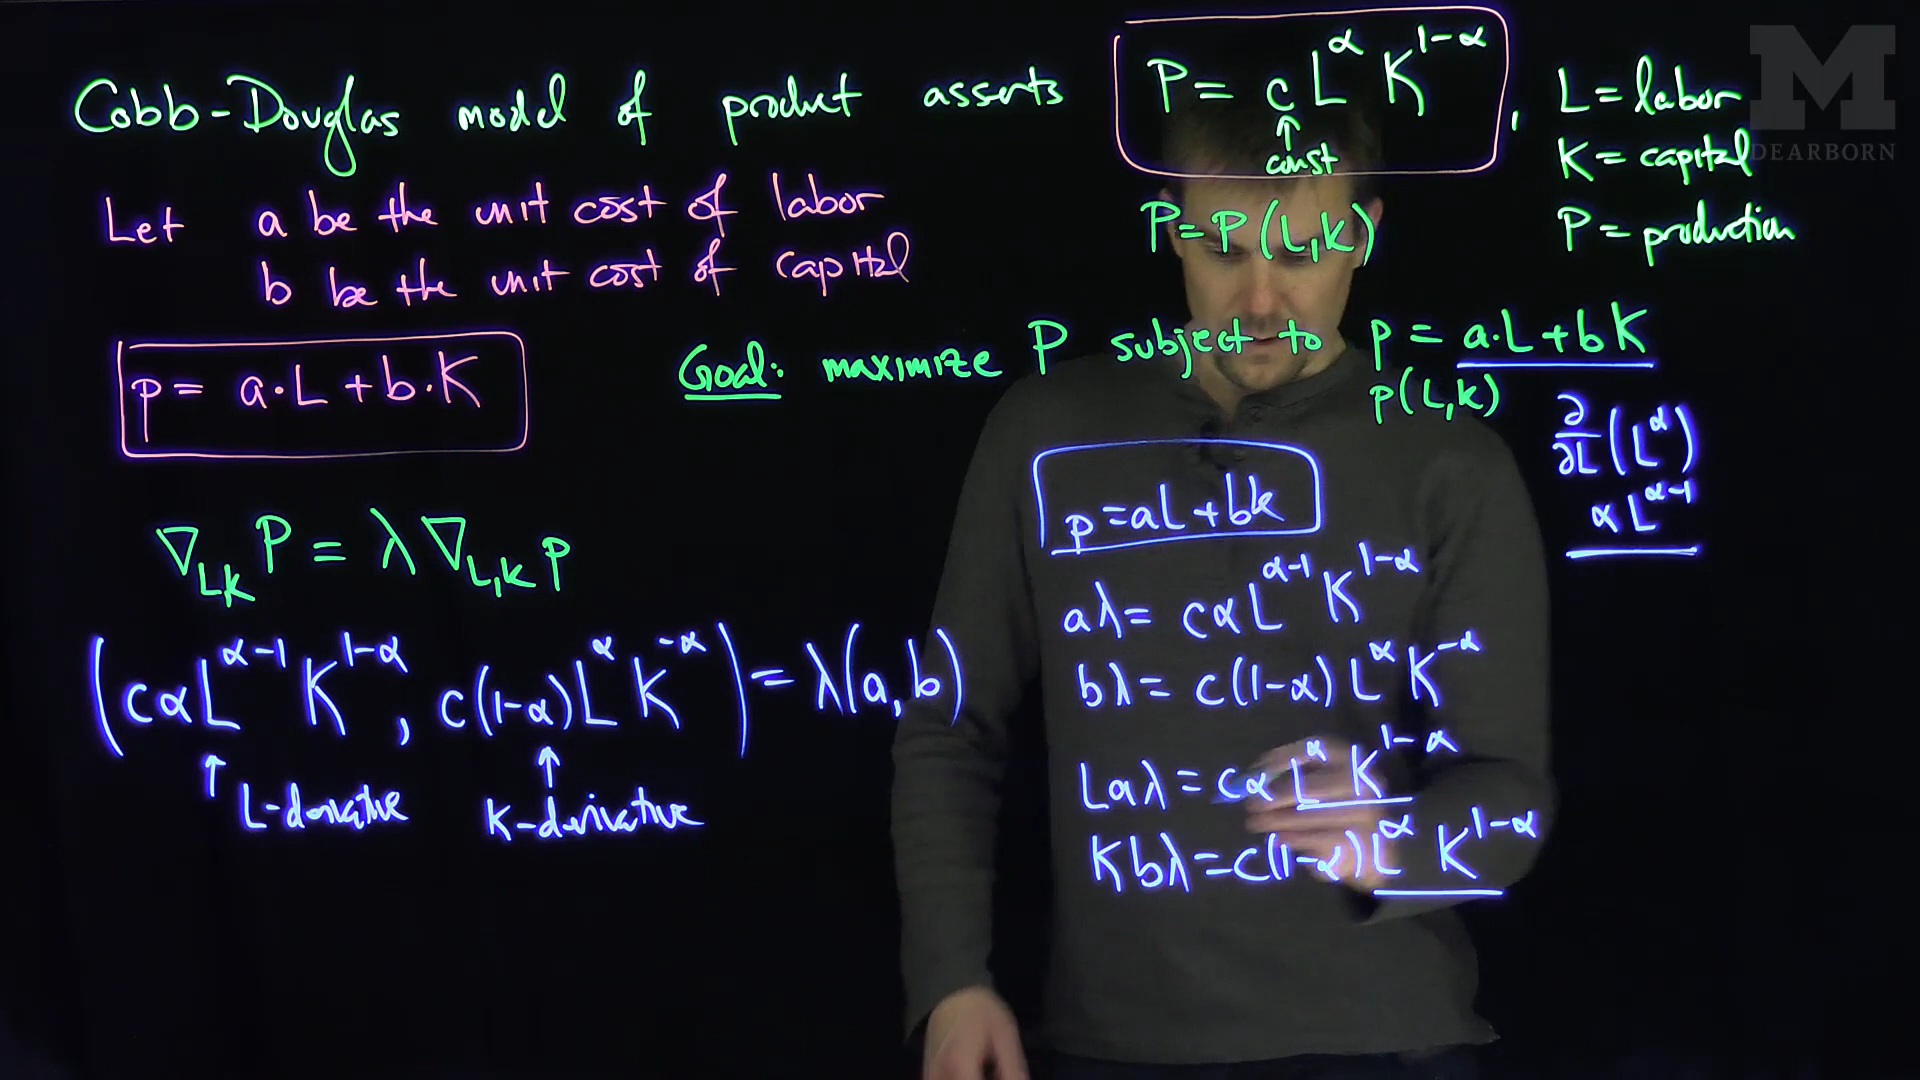 Cobb-Douglas model of product asserts P = c L^α K^{1-α},
↑
const
L = labor
K = capital
P = production
M
DEARBORN
Let a be the unit cost of labor
b be the unit cost of capital
P = P(L,K)
p = a·L + b·K
Goal: maximize P subject to p = a·L + bK
p(L,K)
∂/∂L (L^α)
αL^{α-1}
∇_{L,K} P = λ ∇_{L,K} p
(cαL^{α-1} K^{1-α}, c(1-α)L^α K^{-α}) = λ(a,b)
↑ L-derivative
↑ K-derivative
p = aL + bK
aλ = cαL^{α-1} K^{1-α}
bλ = c(1-α) L^α K^{-α}
Laλ = cα L^α K^{1-α}
Kbλ = c(1-α) L^α K^{1-α}